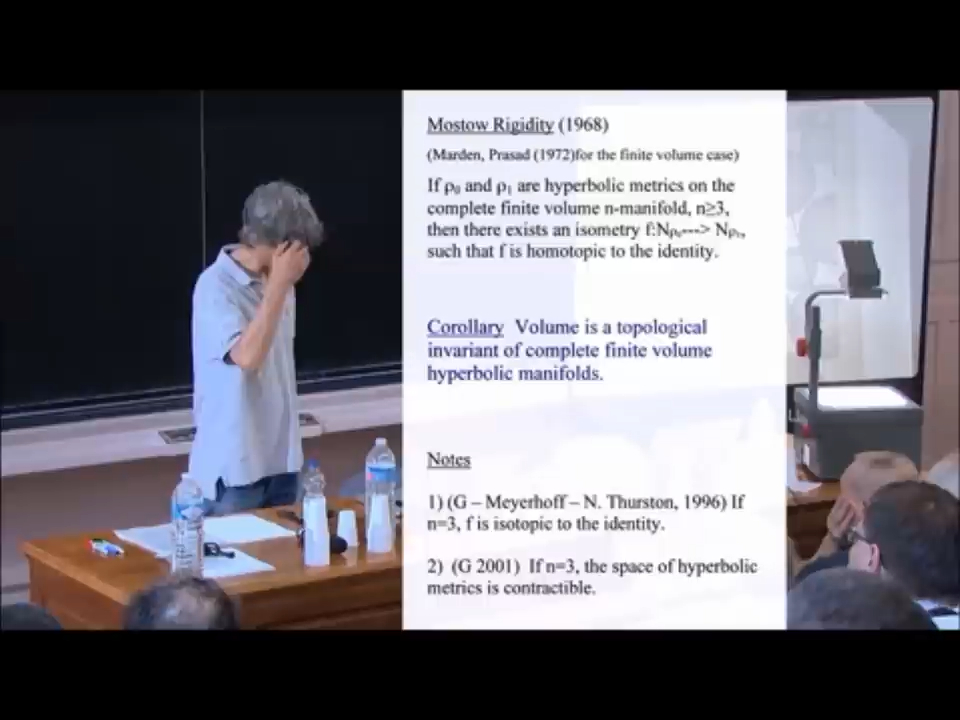 Mostow Rigidity (1968)
(Marden, Prasad (1972)for the finite volume case)
If ρ₀ and ρ₁ are hyperbolic metrics on the
complete finite volume n-manifold, n≥3,
then there exists an isometry f:Nρ₀---> Nρ₁,
such that f is homotopic to the identity.
Corollary Volume is a topological
invariant of complete finite volume
hyperbolic manifolds.
Notes
1) (G – Meyerhoff – N. Thurston, 1996) If
n=3, f is isotopic to the identity.
2) (G 2001) If n=3, the space of hyperbolic
metrics is contractible.